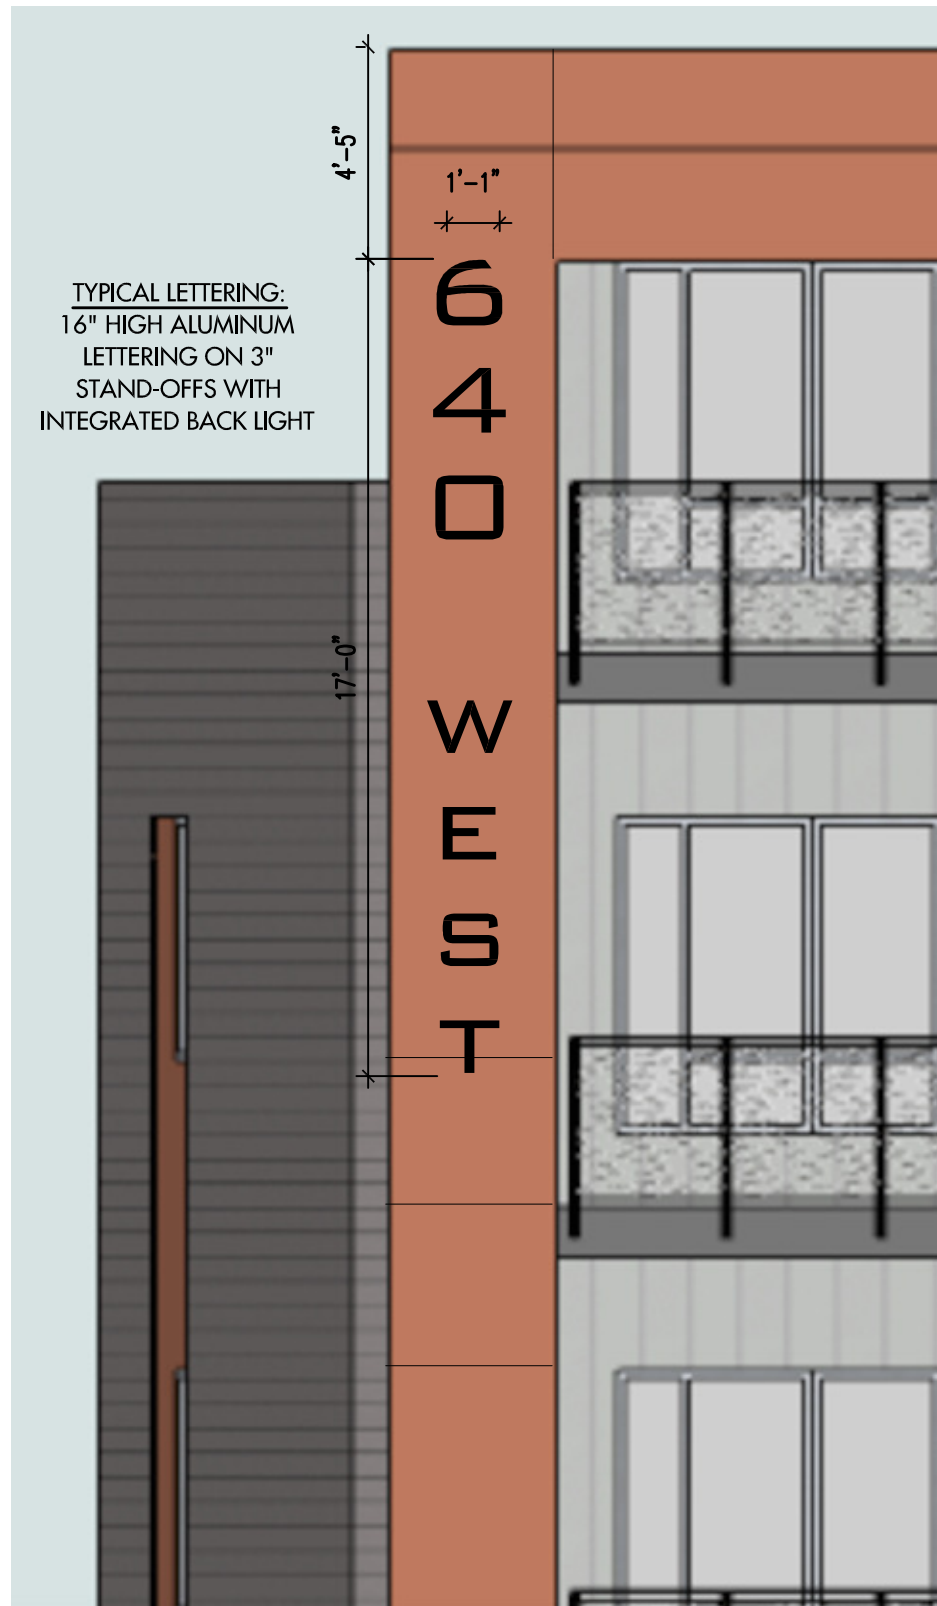 4'-5"
1'-1"
TYPICAL LETTERING:
16" HIGH ALUMINUM
LETTERING ON 3"
STAND-OFFS WITH
INTEGRATED BACK LIGHT
17'-0"
6
4
0
W
E
S
T